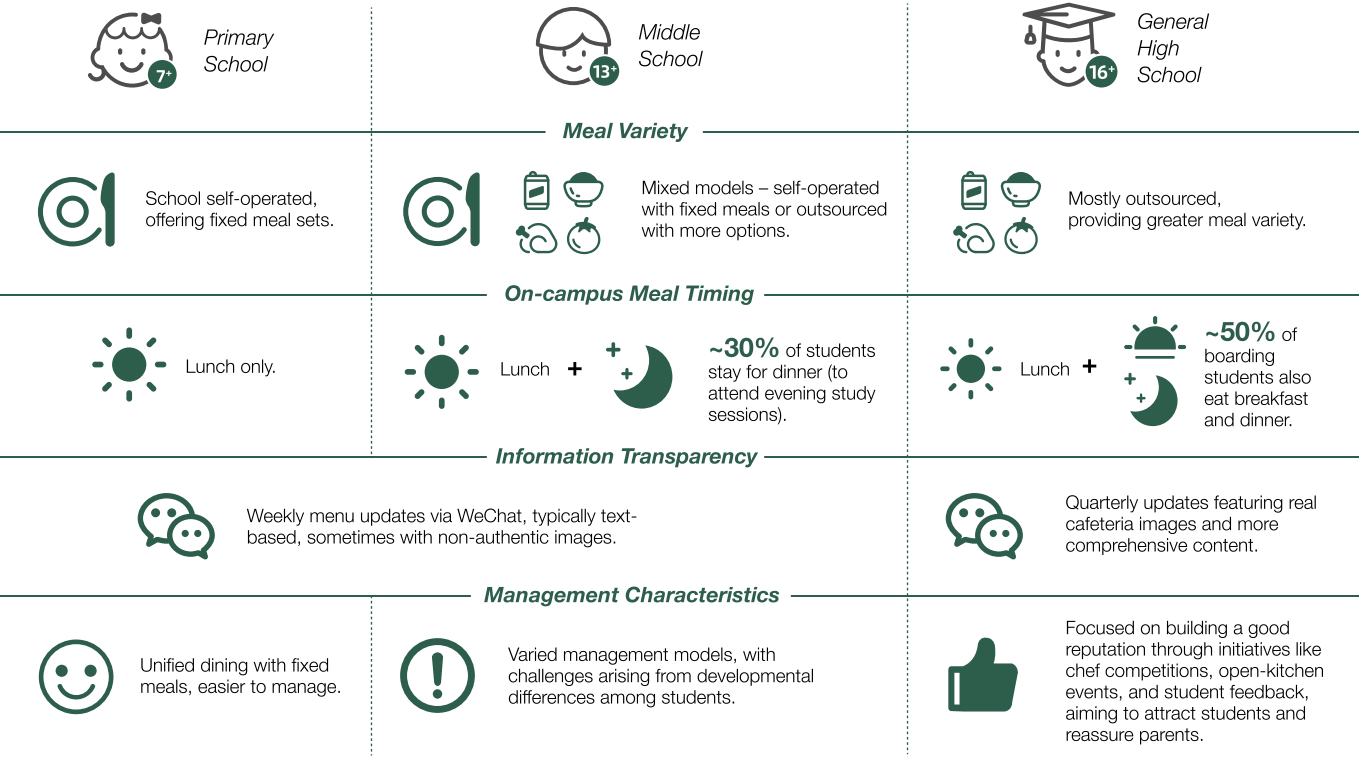 Primary
School
7+
Middle
School
13+
General
High
School
16+
Meal Variety
School self-operated,
offering fixed meal sets.
Mixed models – self-operated
with fixed meals or outsourced
with more options.
Mostly outsourced,
providing greater meal variety.
On-campus Meal Timing
Lunch only.
Lunch +
~30% of students
stay for dinner (to
attend evening study
sessions).
Lunch +
~50% of
boarding
students also
eat breakfast
and dinner.
Information Transparency
Weekly menu updates via WeChat, typically text-
based, sometimes with non-authentic images.
Quarterly updates featuring real
cafeteria images and more
comprehensive content.
Management Characteristics
Unified dining with fixed
meals, easier to manage.
Varied management models, with
challenges arising from developmental
differences among students.
Focused on building a good
reputation through initiatives like
chef competitions, open-kitchen
events, and student feedback,
aiming to attract students and
reassure parents.